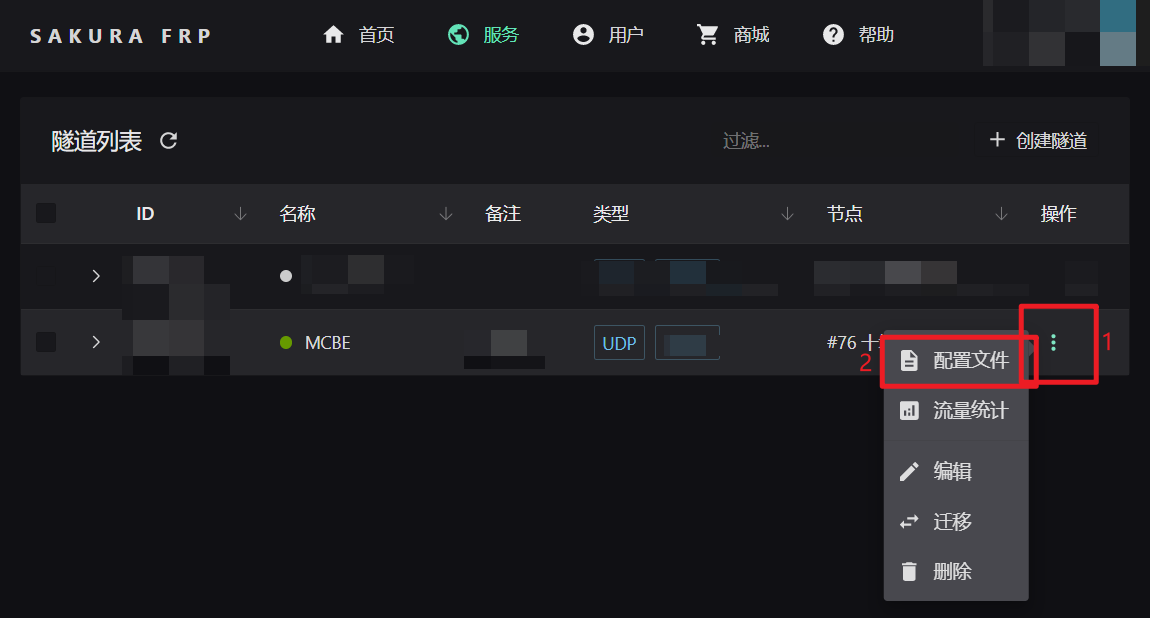 SAKURA FRP 首页 服务 用户 商城 帮助
隧道列表 过滤... 创建隧道
ID 名称 备注 类型 节点 操作
MCBE UDP #76 1
2 配置文件
流量统计
编辑
迁移
删除